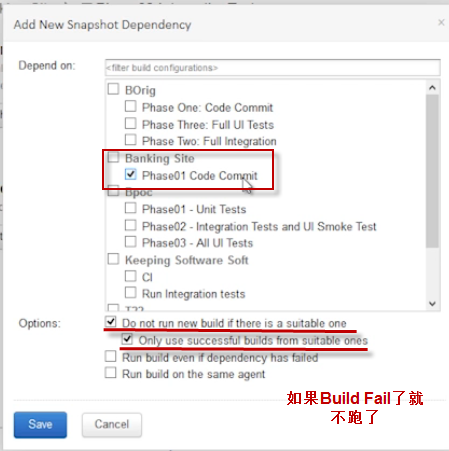 Add New Snapshot Dependency
Depend on:
<filter build configurations>
BOrig
Phase One: Code Commit
Phase Three: Full UI Tests
Phase Two: Full Integration
Banking Site
Phase01 Code Commit
Bpoc
Phase01 - Unit Tests
Phase02 - Integration Tests and UI Smoke Test
Phase03 - All UI Tests
Keeping Software Soft
CI
Run Integration tests
Options:
Do not run new build if there is a suitable one
Only use successful builds from suitable ones
Run build even if dependency has failed
Run build on the same agent
如果Build Fail了就
不跑了
Save
Cancel